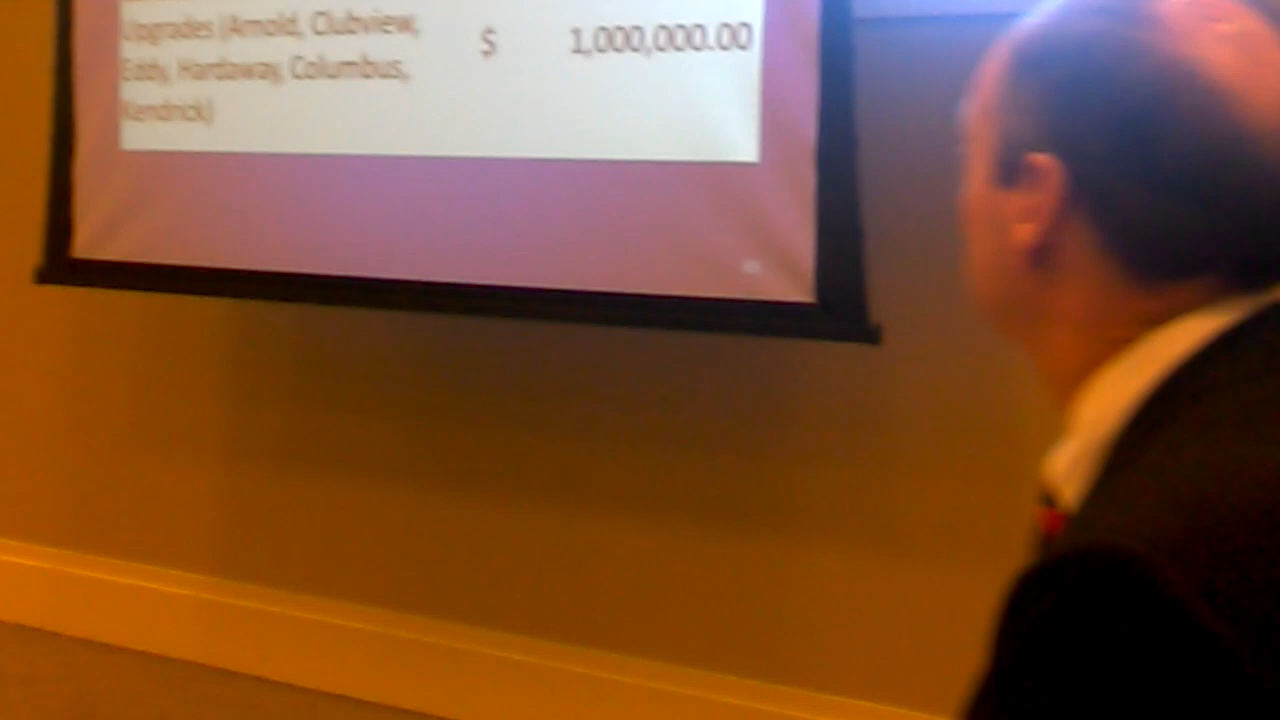 Upgrades (Arnold, Clubview, $ 1,000,000.00
Eddy, Hardaway, Columbus,
Kendrick)